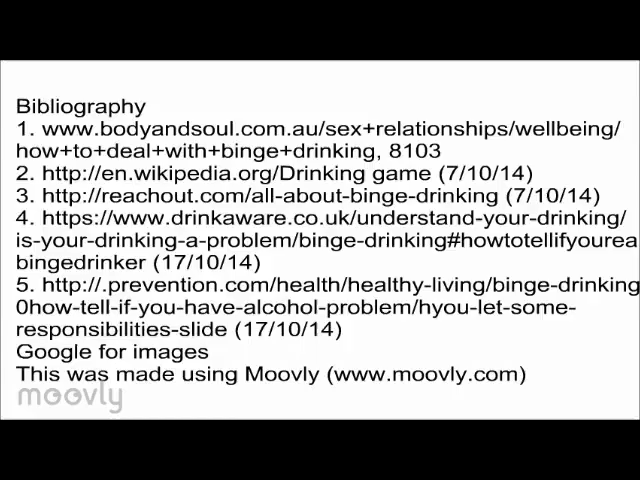 Bibliography
1. www.bodyandsoul.com.au/sex+relationships/wellbeing/
how+to+deal+with+binge+drinking, 8103
2. http://en.wikipedia.org/Drinking game (7/10/14)
3. http://reachout.com/all-about-binge-drinking (7/10/14)
4. https://www.drinkaware.co.uk/understand-your-drinking/
is-your-drinking-a-problem/binge-drinking#howtotellifyourea
bingedrinker (17/10/14)
5. http://.prevention.com/health/healthy-living/binge-drinking
0how-tell-if-you-have-alcohol-problem/hyou-let-some-
responsibilities-slide (17/10/14)
Google for images
This was made using Moovly (www.moovly.com)
moovly